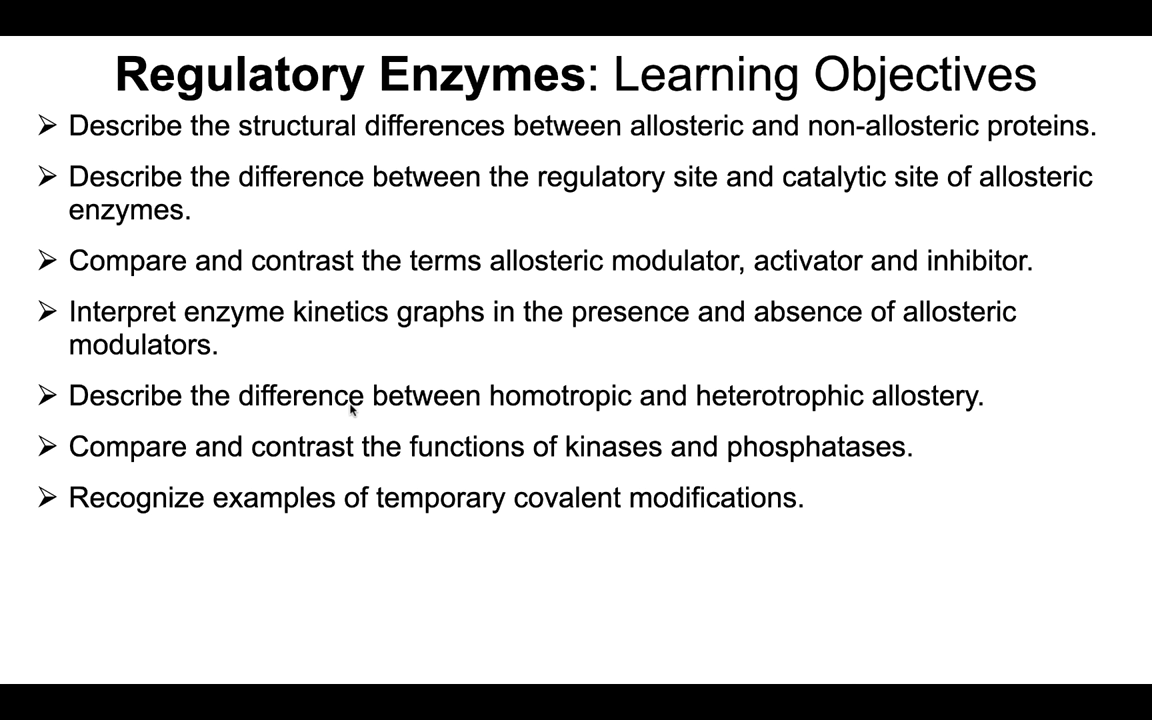 Regulatory Enzymes: Learning Objectives
➢ Describe the structural differences between allosteric and non-allosteric proteins.
➢ Describe the difference between the regulatory site and catalytic site of allosteric
enzymes.
➢ Compare and contrast the terms allosteric modulator, activator and inhibitor.
➢ Interpret enzyme kinetics graphs in the presence and absence of allosteric
modulators.
➢ Describe the difference between homotropic and heterotrophic allostery.
➢ Compare and contrast the functions of kinases and phosphatases.
➢ Recognize examples of temporary covalent modifications.